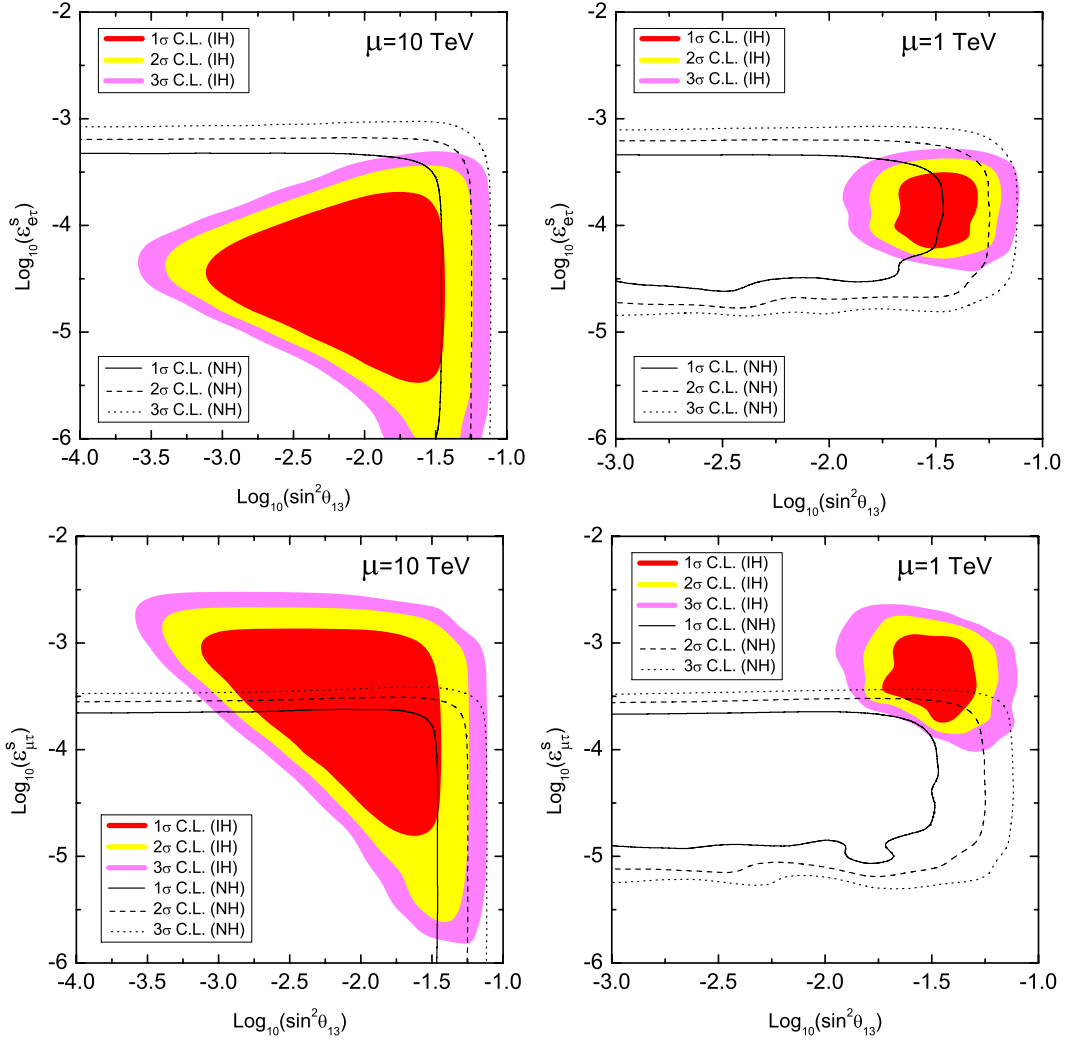 1σ C.L. (IH)
2σ C.L. (IH)
3σ C.L. (IH)
μ=10 TeV
1σ C.L. (NH)
2σ C.L. (NH)
3σ C.L. (NH)
-2
-3
-4
-5
-6
Log₁₀(εˢeτ)
-4.0 -3.5 -3.0 -2.5 -2.0 -1.5 -1.0
Log₁₀(sin²θ₁₃)
1σ C.L. (IH)
2σ C.L. (IH)
3σ C.L. (IH)
μ=1 TeV
1σ C.L. (NH)
2σ C.L. (NH)
3σ C.L. (NH)
-2
-3
-4
-5
-6
Log₁₀(εˢeτ)
-3.0 -2.5 -2.0 -1.5 -1.0
Log₁₀(sin²θ₁₃)
μ=10 TeV
1σ C.L. (IH)
2σ C.L. (IH)
3σ C.L. (IH)
1σ C.L. (NH)
2σ C.L. (NH)
3σ C.L. (NH)
-2
-3
-4
-5
-6
Log₁₀(εˢμτ)
-4.0 -3.5 -3.0 -2.5 -2.0 -1.5 -1.0
Log₁₀(sin²θ₁₃)
1σ C.L. (IH)
2σ C.L. (IH)
3σ C.L. (IH)
1σ C.L. (NH)
2σ C.L. (NH)
3σ C.L. (NH)
μ=1 TeV
-2
-3
-4
-5
-6
Log₁₀(εˢμτ)
-3.0 -2.5 -2.0 -1.5 -1.0
Log₁₀(sin²θ₁₃)